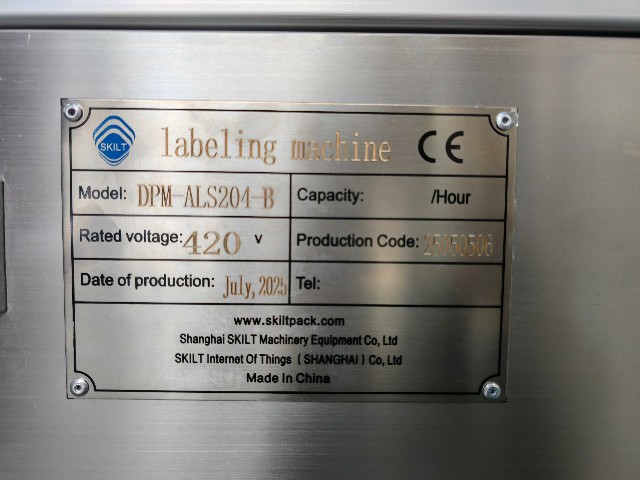 SKILT
labeling machine CE
Model: DPM-ALS204-B
Capacity: /Hour
Rated voltage: 420 V
Production Code: 25050506
Date of production: July, 2025
Tel:
www.skiltpack.com
Shanghai SKILT Machinery Equipment Co, Ltd
SKILT Internet Of Things ( SHANGHAI ) Co, Ltd
Made In China